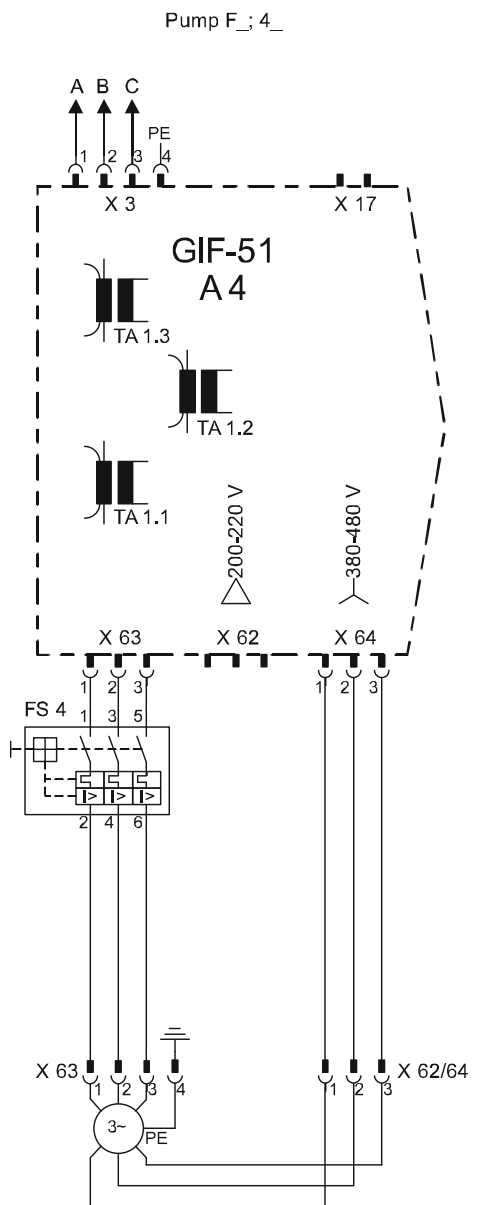 Pump F_; 4_
A B C
PE
1 2 3 4
X 3 X 17
GIF-51
A 4
TA 1.3
TA 1.2
TA 1.1
200-220 V
380-480 V
X 63 X 62 X 64
1 2 3 1 2 3
FS 4 1 3 5
I> I> I>
2 4 6
X 63 1 2 3 4 1 2 3 X 62/64
3~ PE